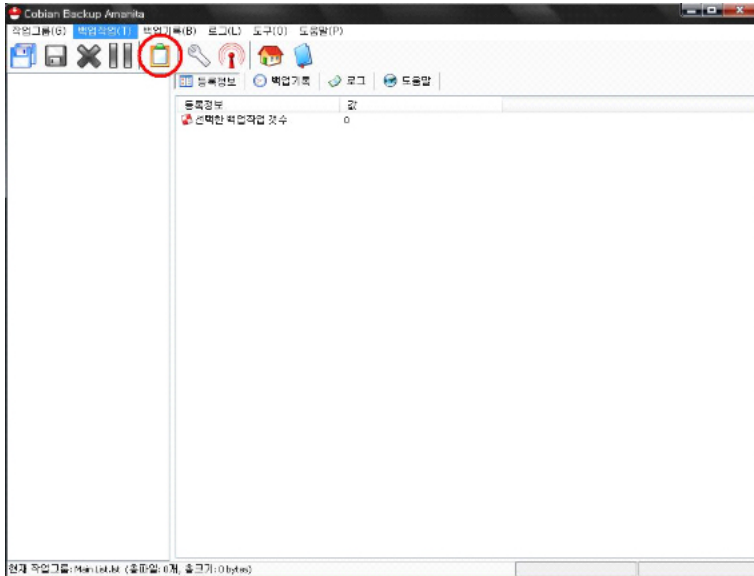 Cobian Backup Amanita
작업그룹(G) 백업작업(T) 백업기록(B) 로그(L) 도구(O) 도움말(P)
등록정보 백업기록 로그 도움말
등록정보 값
선택한 백업작업 갯수 0
현재 작업그룹: MainList.lst (총파일: 0개, 총크기: 0 bytes)